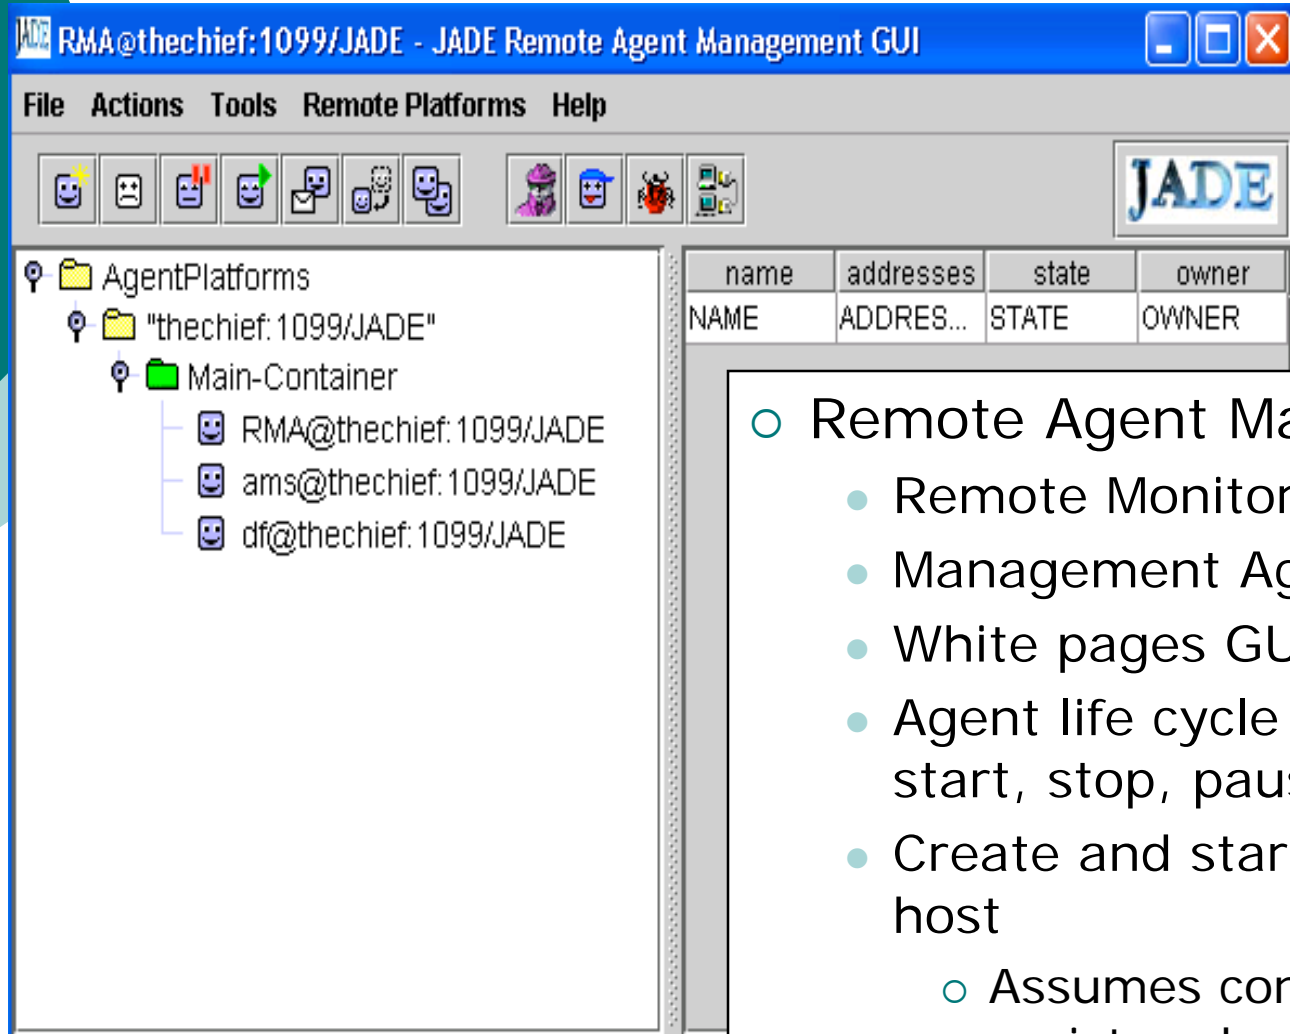 RMA@thechief:1099/JADE - JADE Remote Agent Management GUI
File Actions Tools Remote Platforms Help
JADE
AgentPlatforms
"thechief:1099/JADE"
Main-Container
RMA@thechief:1099/JADE
ams@thechief:1099/JADE
df@thechief:1099/JADE
name addresses state owner
NAME ADDRES... STATE OWNER
Remote Agent Ma
Remote Monitor
Management Ag
White pages GU
Agent life cycle
start, stop, paus
Create and star
host
Assumes con